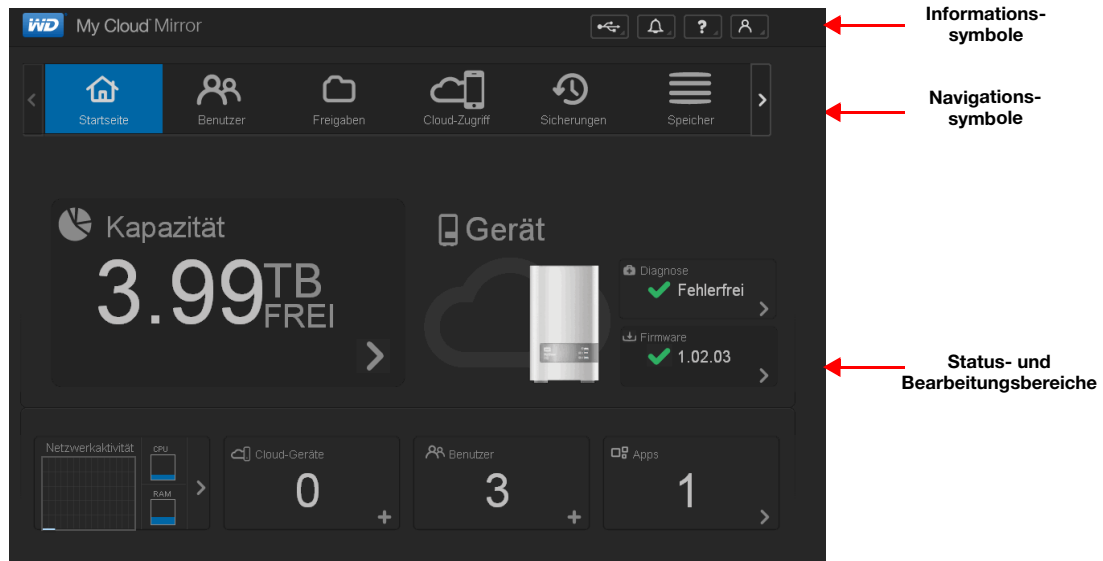 WD My Cloud Mirror
?
Informations-
symbole
Startseite
Benutzer
Freigaben
Cloud-Zugriff
Sicherungen
Speicher
Navigations-
symbole
Kapazität
3.99 TB
FREI
Gerät
Diagnose
Fehlerfrei
Firmware
1.02.03
Status- und
Bearbeitungsbereiche
Netzwerkaktivität
CPU
RAM
Cloud-Geräte
0
Benutzer
3
Apps
1